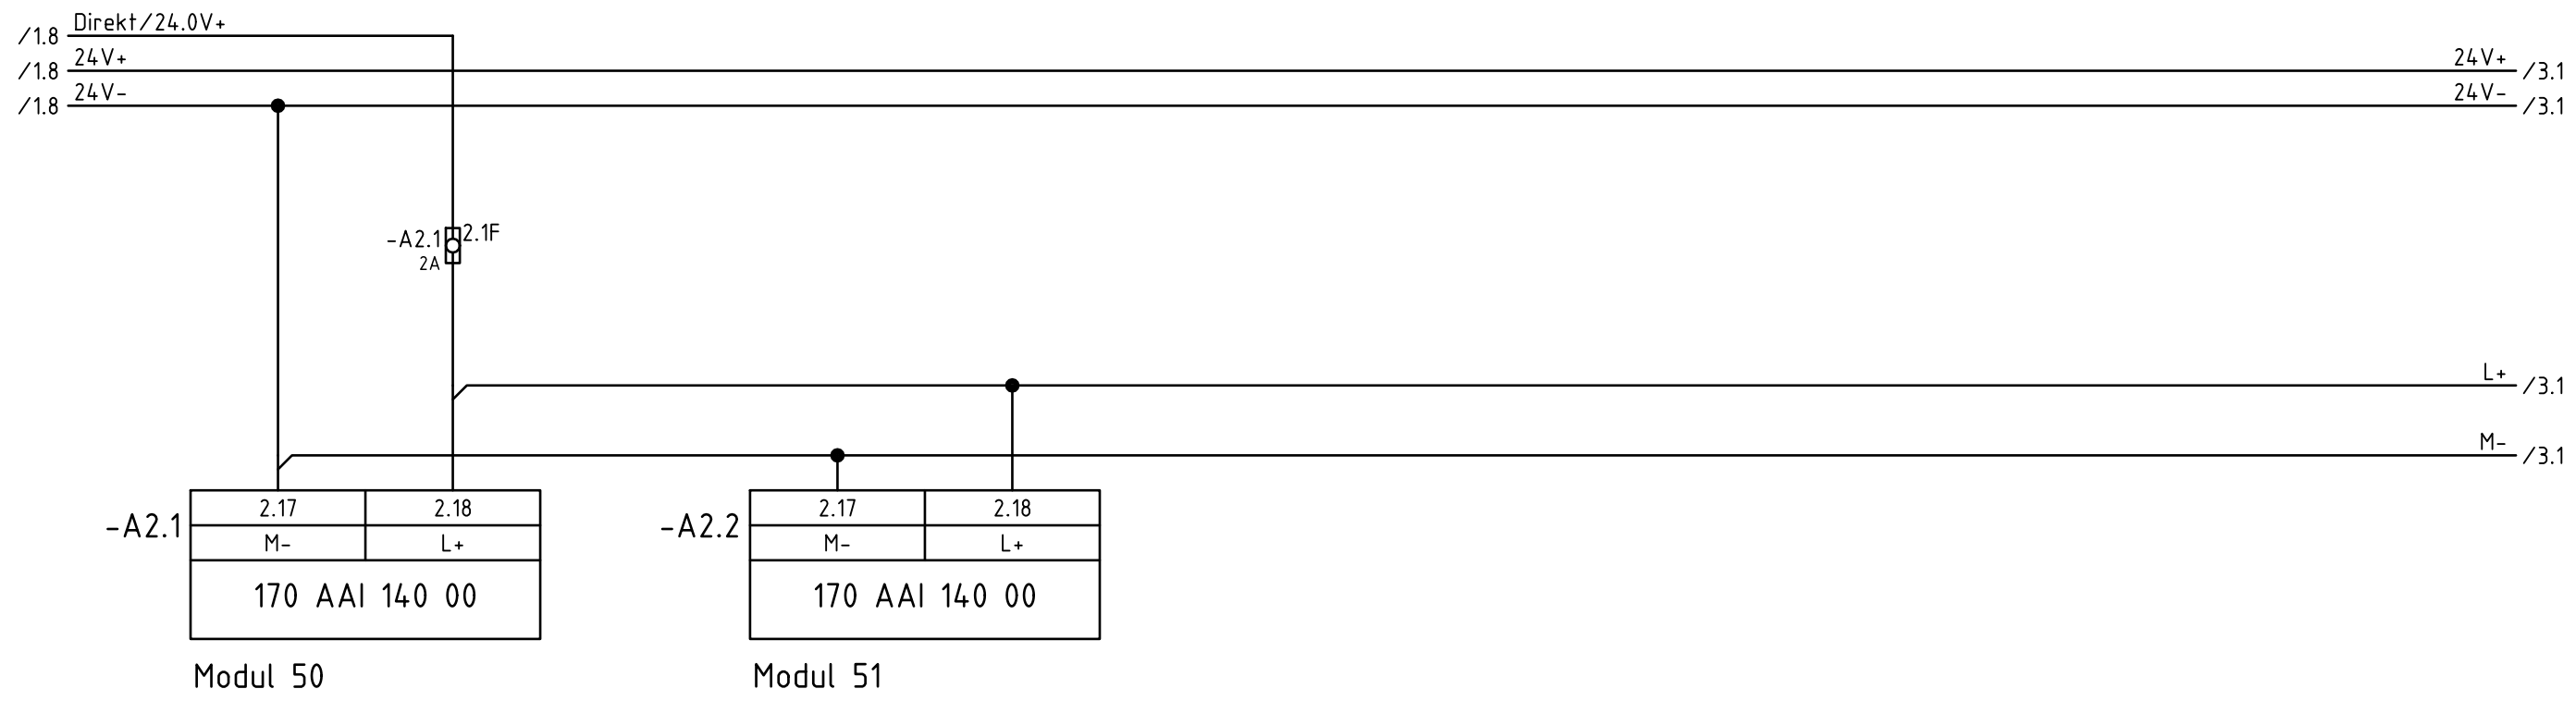 Direkt/24.0V+
/1.8
24V+ 24V+
/1.8 /3.1
24V- 24V-
/1.8 /3.1
-A2.1 2.1F
2A
L+
/3.1
M-
/3.1
2.17 2.18 2.17 2.18
-A2.1 -A2.2
M- L+ M- L+
170 AAI 140 00 170 AAI 140 00
Modul 50 Modul 51